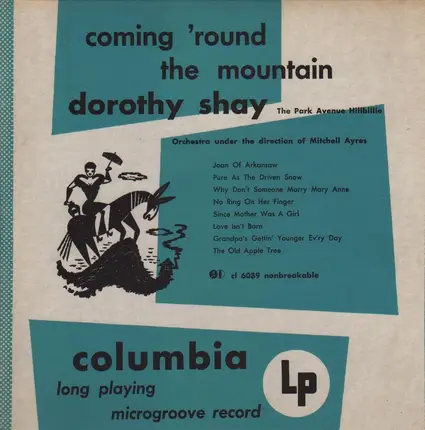 coming 'round
the mountain
dorothy shay The Park Avenue Hillbillie
Orchestra under the direction of Mitchell Ayres
Joan Of Arkansaw
Pure As The Driven Snow
Why Don't Someone Marry Mary Anne
No Ring On Her Finger
Since Mother Was A Girl
Love Isn't Born
Grandpa's Gettin' Younger Ev'ry Day
The Old Apple Tree
cl 6089 nonbreakable
columbia
Lp
long playing
microgroove record